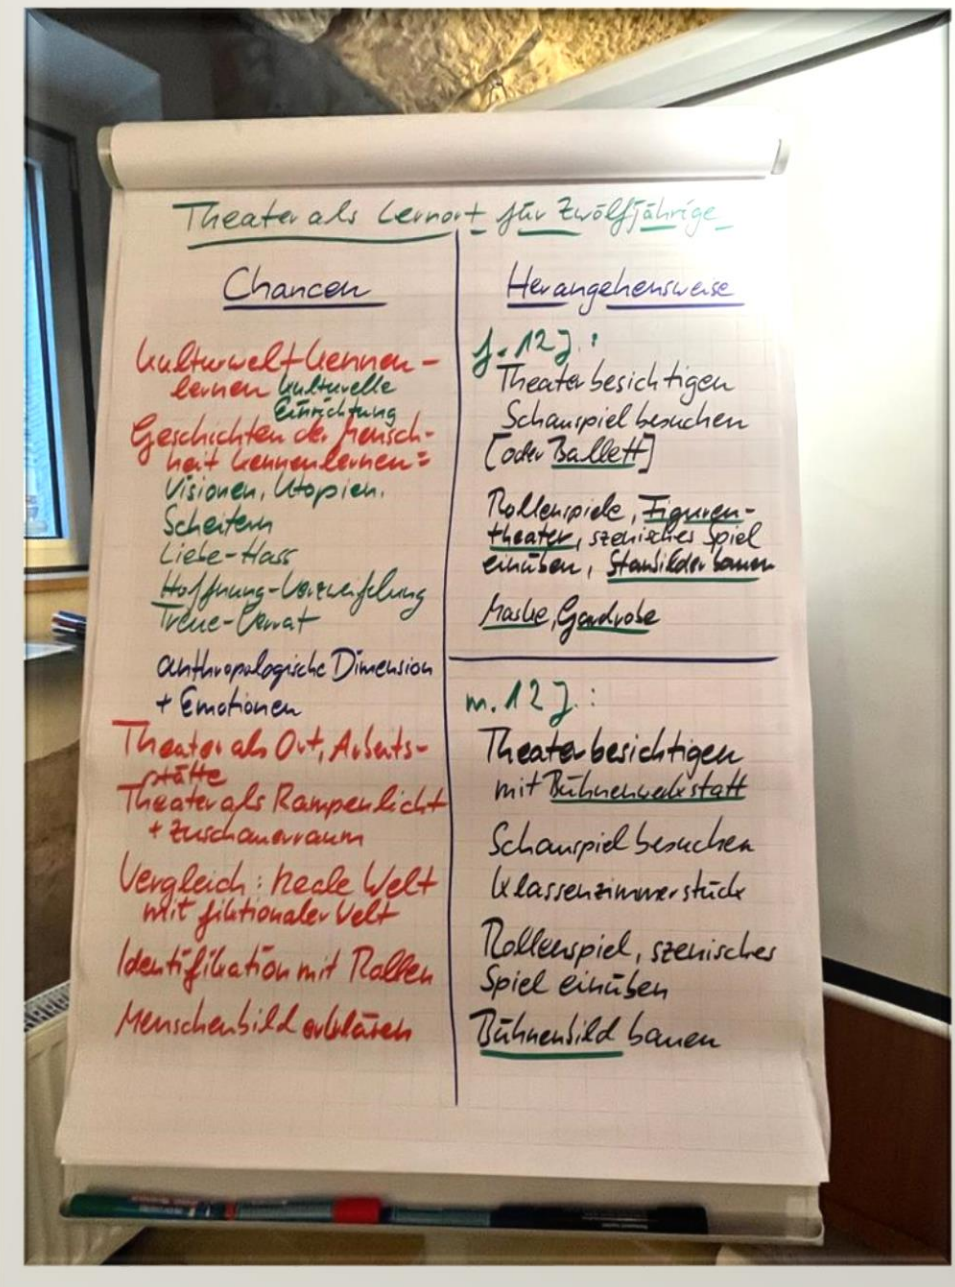 Theater als Lernort für Zwölfjährige
Chancen
Kulturwelt kennen-
lernen kulturelle
Einrichtung
Geschichten der Mensch-
heit kennenlernen =
Visionen, Utopien,
Scheitern
Liebe-Hass
Hoffnung-Verzweiflung
Treue-Verrat
anthropologische Dimension
+ Emotionen
Theater als Ort, Arbeits-
stätte
Theater als Rampenlicht
+ Zuschauerraum
Vergleich: Reale Welt
mit fiktionaler Welt
Identifikation mit Rollen
Menschenbild erklären
Herangehensweise
f. 12 J.:
Theater besichtigen
Schauspiel besuchen
[oder Ballett]
Rollenspiele, Figuren-
theater, szenisches Spiel
einüben, Standbilder bauen
Maske, Gardrobe
m. 12 J.:
Theater besichtigen
mit Bühnenwerkstatt
Schauspiel besuchen
Klassenzimmerstück
Rollenspiel, szenisches
Spiel einüben
Bühnenbild bauen